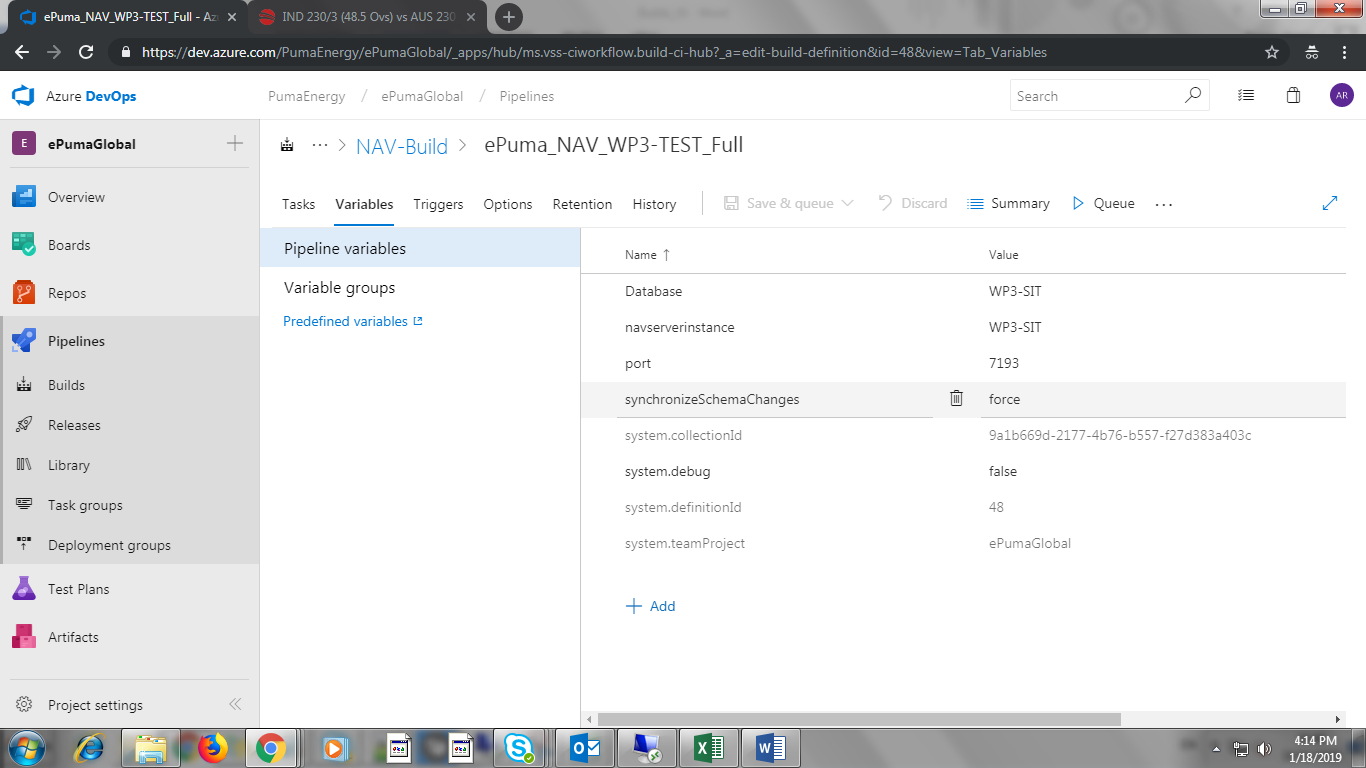 ePuma_NAV_WP3-TEST_Full - Az
IND 230/3 (48.5 Ovs) vs AUS 230
https://dev.azure.com/PumaEnergy/ePumaGlobal/_apps/hub/ms.vss-ciworkflow.build-ci-hub?_a=edit-build-definition&id=48&view=Tab_Variables
Azure DevOps
PumaEnergy / ePumaGlobal / Pipelines
Search
AR
E ePumaGlobal
··· > NAV-Build > ePuma_NAV_WP3-TEST_Full
Overview
Boards
Repos
Pipelines
Builds
Releases
Library
Task groups
Deployment groups
Test Plans
Artifacts
Project settings
Tasks Variables Triggers Options Retention History Save & queue Discard Summary Queue ···
Pipeline variables
Variable groups
Predefined variables
Name ↑ Value
Database WP3-SIT
navserverinstance WP3-SIT
port 7193
synchronizeSchemaChanges force
system.collectionId 9a1b669d-2177-4b76-b557-f27d383a403c
system.debug false
system.definitionId 48
system.teamProject ePumaGlobal
+ Add
4:14 PM
1/18/2019